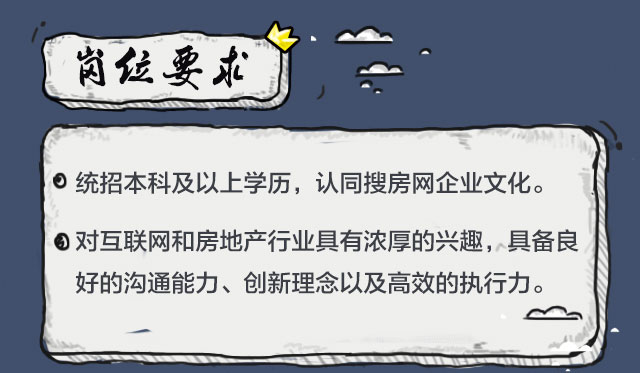 岗位要求
统招本科及以上学历，认同搜房网企业文化。
对互联网和房地产行业具有浓厚的兴趣，具备良
好的沟通能力、创新理念以及高效的执行力。